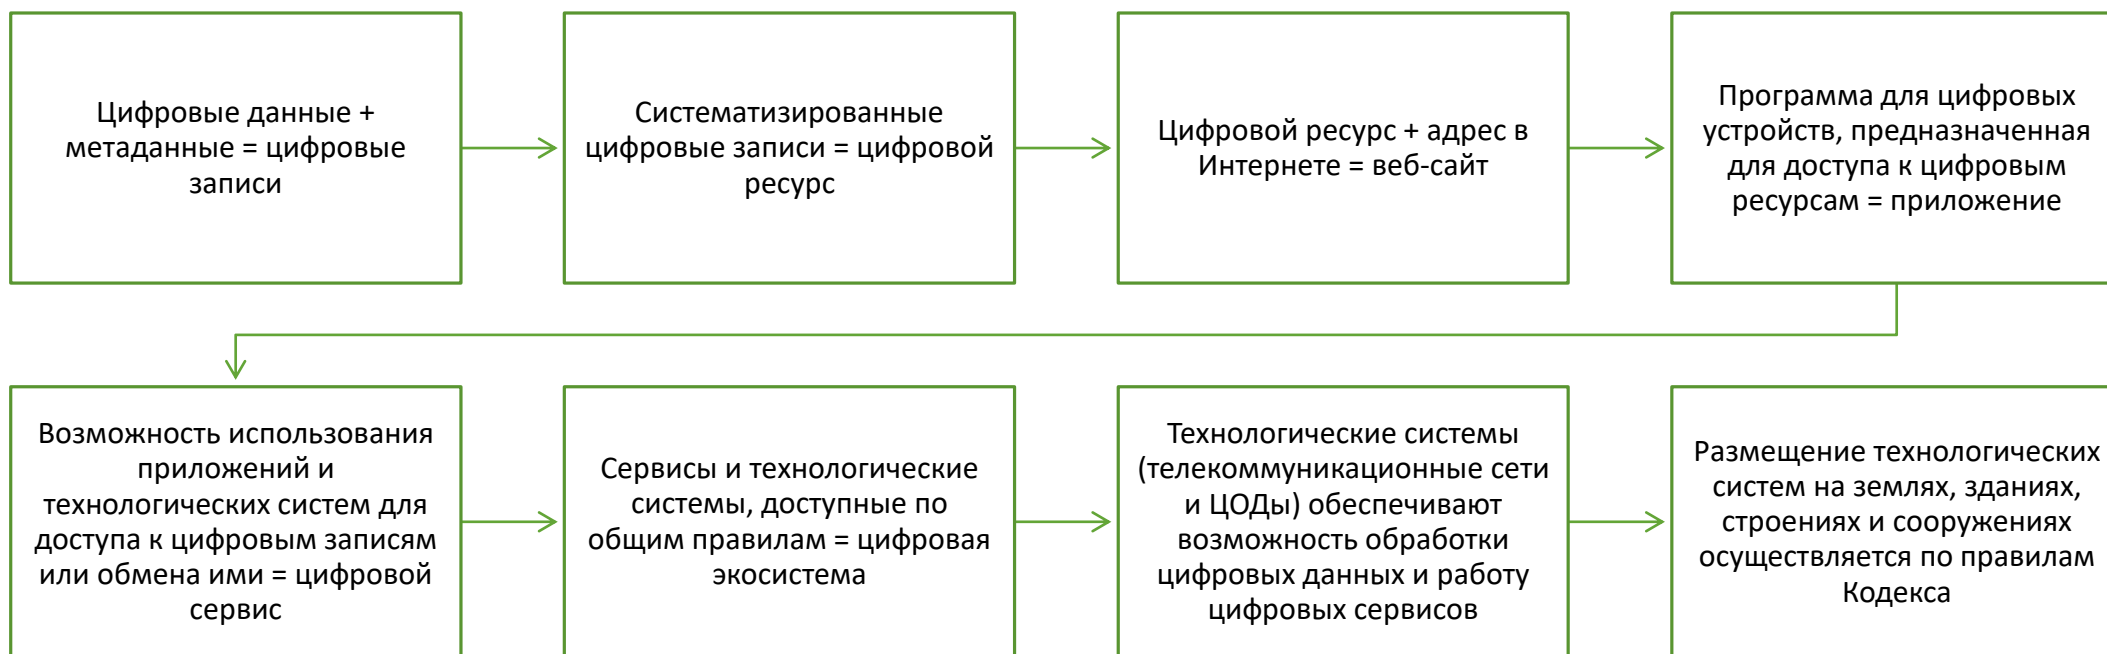 Цифровые данные +
метаданные = цифровые
записи
Систематизированные
цифровые записи = цифровой
ресурс
Цифровой ресурс + адрес в
Интернете = веб-сайт
Программа для цифровых
устройств, предназначенная
для доступа к цифровым
ресурсам = приложение
Возможность использования
приложений и
технологических систем для
доступа к цифровым записям
или обмена ими = цифровой
сервис
Сервисы и технологические
системы, доступные по
общим правилам = цифровая
экосистема
Технологические системы
(телекоммуникационные сети
и ЦОДы) обеспечивают
возможность обработки
цифровых данных и работу
цифровых сервисов
Размещение технологических
систем на землях, зданиях,
строениях и сооружениях
осуществляется по правилам
Кодекса